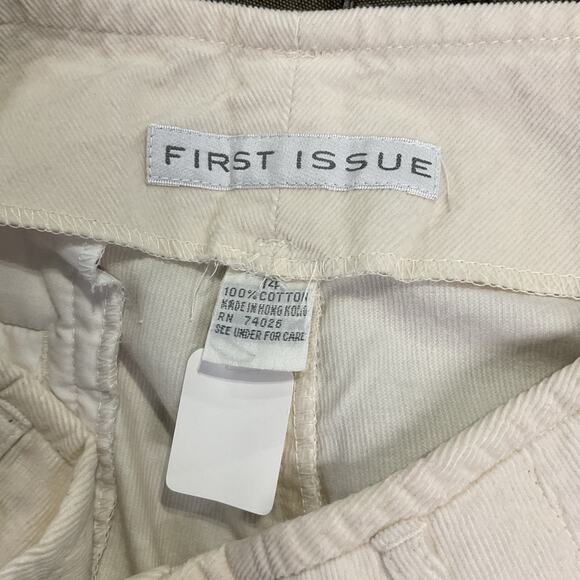 FIRST ISSUE
14
100% COTTON
MADE IN HONG KONG
RN 74026
SEE UNDER FOR CARE